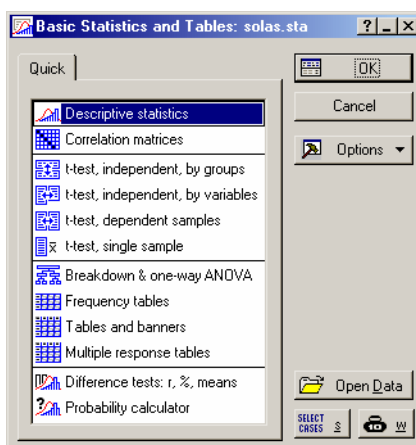 Basic Statistics and Tables: solas.sta
Quick
OK
Cancel
Options
Descriptive statistics
Correlation matrices
t-test, independent, by groups
t-test, independent, by variables
t-test, dependent samples
t-test, single sample
Breakdown & one-way ANOVA
Frequency tables
Tables and banners
Multiple response tables
Difference tests: r, %, means
Probability calculator
Open Data
SELECT
CASES S W